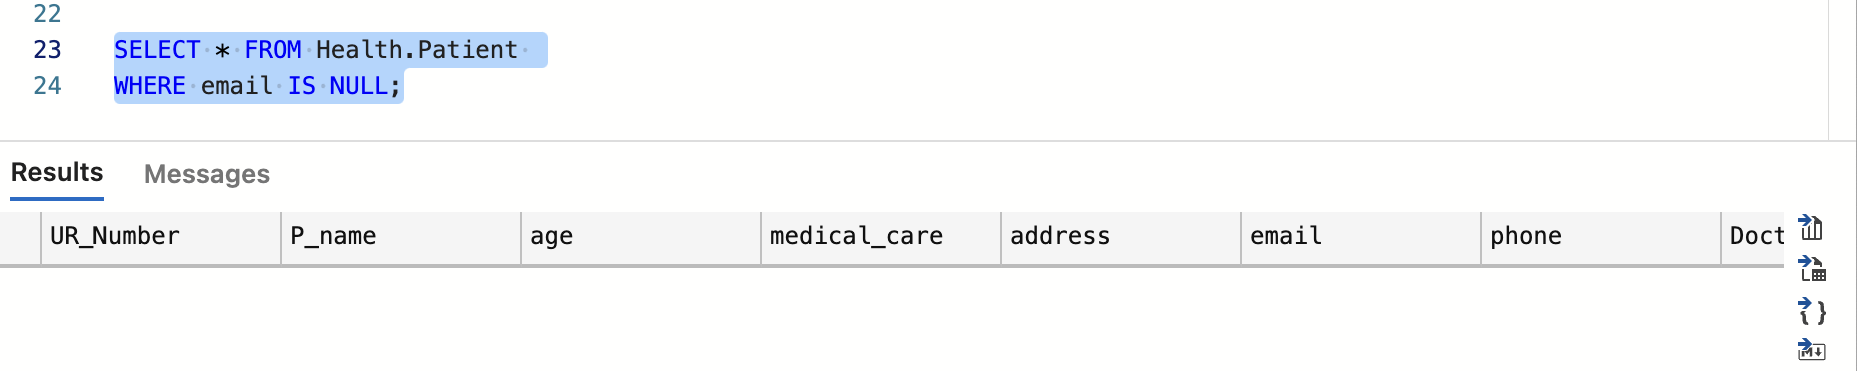 22
23 SELECT * FROM Health.Patient
24 WHERE email IS NULL;
Results Messages
UR_Number P_name age medical_care address email phone Doct